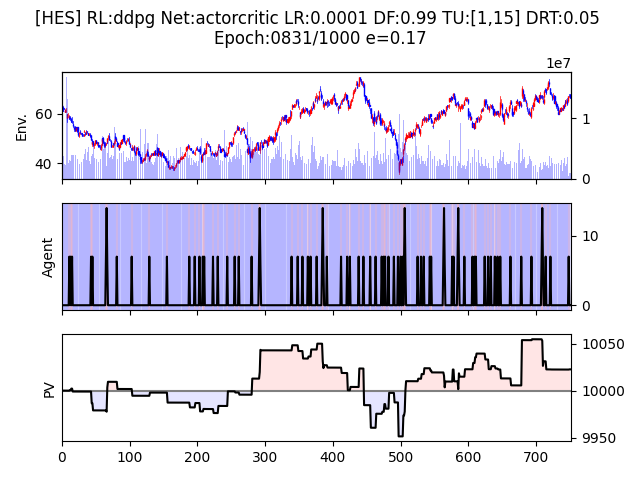 [HES] RL:ddpg Net:actorcritic LR:0.0001 DF:0.99 TU:[1,15] DRT:0.05
Epoch:0831/1000 e=0.17
1e7
Env.
60
40
1
0
Agent
10
0
PV
10050
10000
9950
0 100 200 300 400 500 600 700